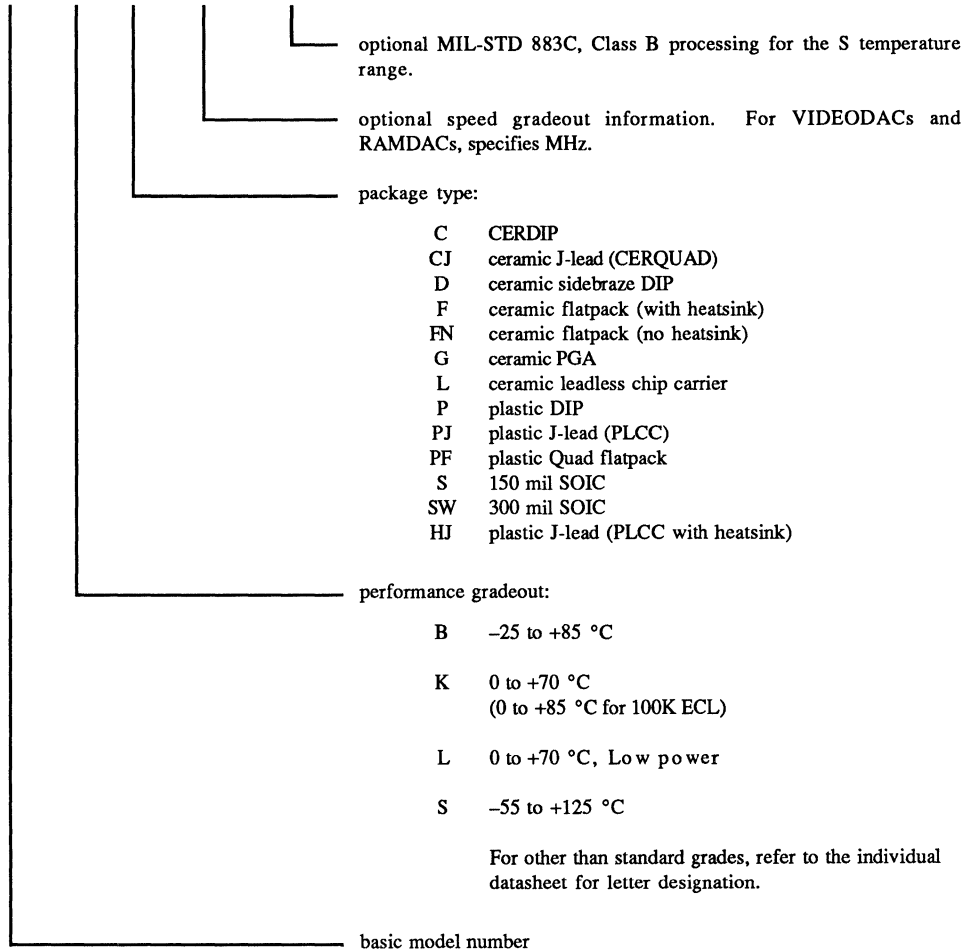 optional MIL-STD 883C, Class B processing for the S temperature
range.
optional speed gradeout information. For VIDEODACs and
RAMDACs, specifies MHz.
package type:
C CERDIP
CJ ceramic J-lead (CERQUAD)
D ceramic sidebraze DIP
F ceramic flatpack (with heatsink)
FN ceramic flatpack (no heatsink)
G ceramic PGA
L ceramic leadless chip carrier
P plastic DIP
PJ plastic J-lead (PLCC)
PF plastic Quad flatpack
S 150 mil SOIC
SW 300 mil SOIC
HJ plastic J-lead (PLCC with heatsink)
performance gradeout:
B –25 to +85 °C
K 0 to +70 °C
(0 to +85 °C for 100K ECL)
L 0 to +70 °C, Low power
S –55 to +125 °C
For other than standard grades, refer to the individual
datasheet for letter designation.
basic model number